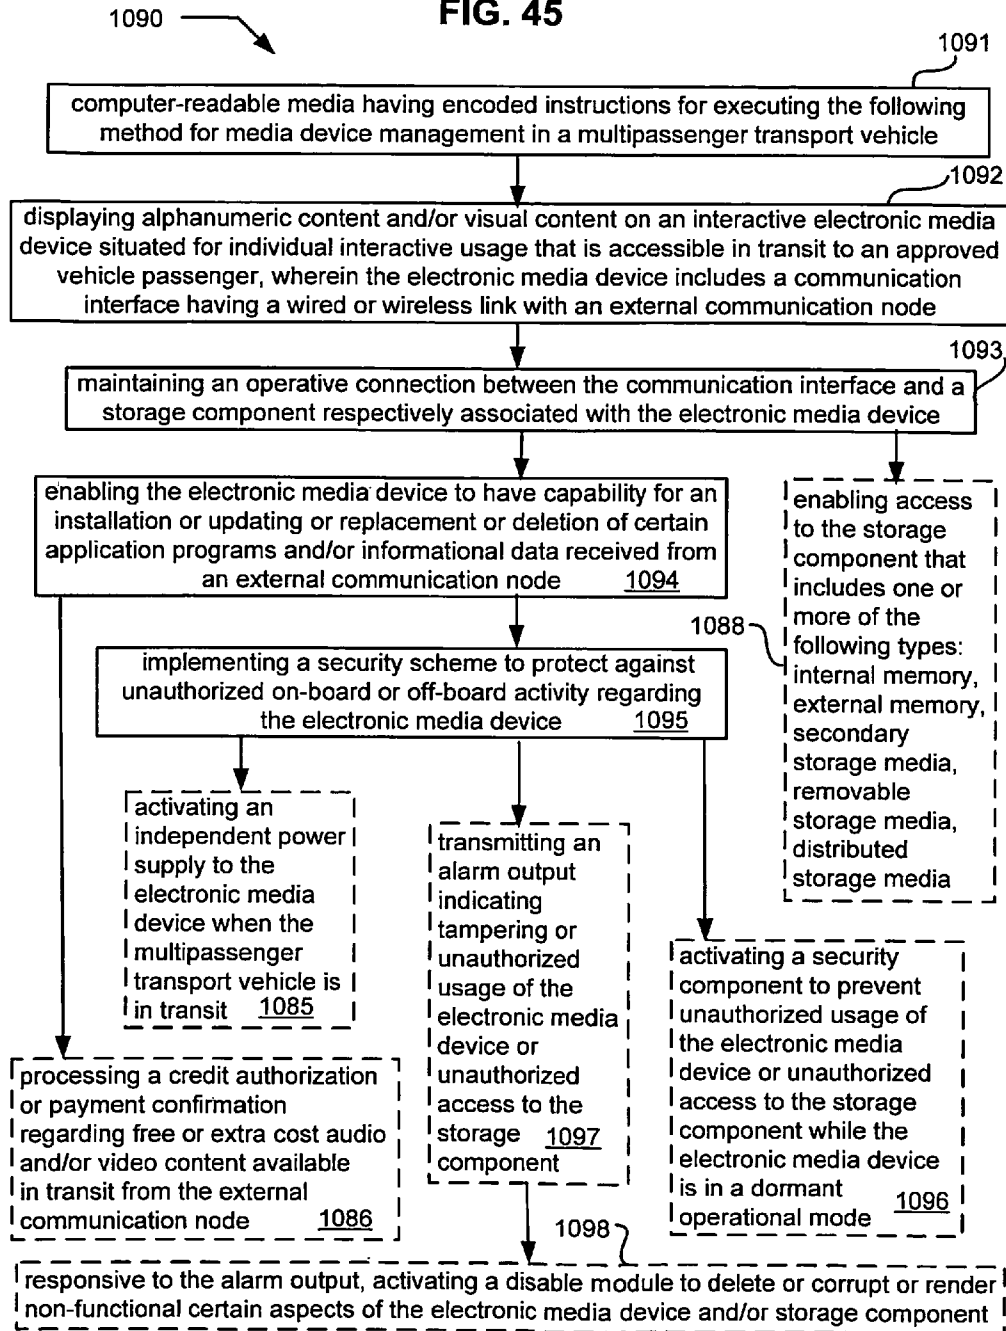 FIG. 45
1090
1091
computer-readable media having encoded instructions for executing the following
method for media device management in a multipassenger transport vehicle
1092
displaying alphanumeric content and/or visual content on an interactive electronic media
device situated for individual interactive usage that is accessible in transit to an approved
vehicle passenger, wherein the electronic media device includes a communication
interface having a wired or wireless link with an external communication node
1093
maintaining an operative connection between the communication interface and a
storage component respectively associated with the electronic media device
enabling the electronic media device to have capability for an
installation or updating or replacement or deletion of certain
application programs and/or informational data received from
an external communication node 1094
enabling access
to the storage
component that
includes one or
more of the
following types:
internal memory,
external memory,
secondary
storage media,
removable
storage media,
distributed
storage media
1088
implementing a security scheme to protect against
unauthorized on-board or off-board activity regarding
the electronic media device 1095
activating an
independent power
supply to the
electronic media
device when the
multipassenger
transport vehicle is
in transit 1085
transmitting an
alarm output
indicating
tampering or
unauthorized
usage of the
electronic media
device or
unauthorized
access to the
storage 1097
component
activating a security
component to prevent
unauthorized usage of
the electronic media
device or unauthorized
access to the storage
component while the
electronic media device
is in a dormant
operational mode 1096
processing a credit authorization
or payment confirmation
regarding free or extra cost audio
and/or video content available
in transit from the external
communication node 1086
1098
responsive to the alarm output, activating a disable module to delete or corrupt or render
non-functional certain aspects of the electronic media device and/or storage component